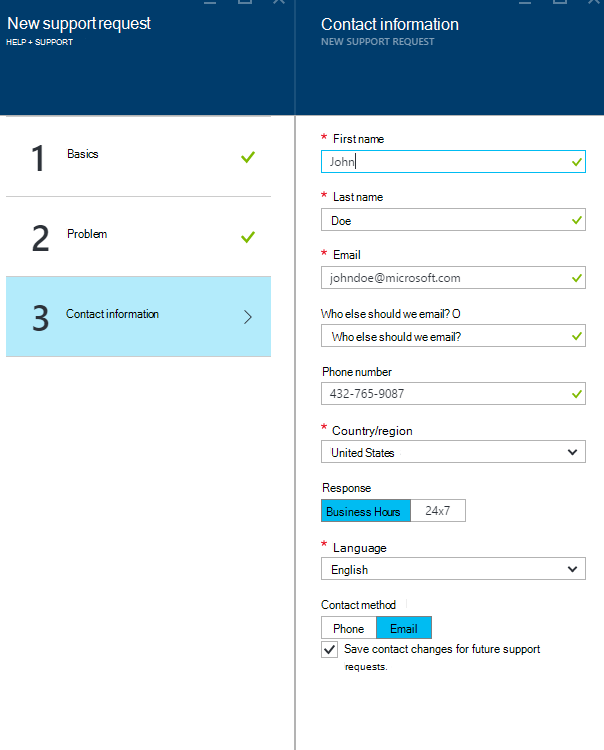 New support request
HELP + SUPPORT
1
Basics
2
Problem
3
Contact information
Contact information
NEW SUPPORT REQUEST
* First name
John
* Last name
Doe
* Email
johndoe@microsoft.com
Who else should we email? O
Who else should we email?
Phone number
432-765-9087
* Country/region
United States
Response
Business Hours 24x7
* Language
English
Contact method
Phone Email
Save contact changes for future support
requests.